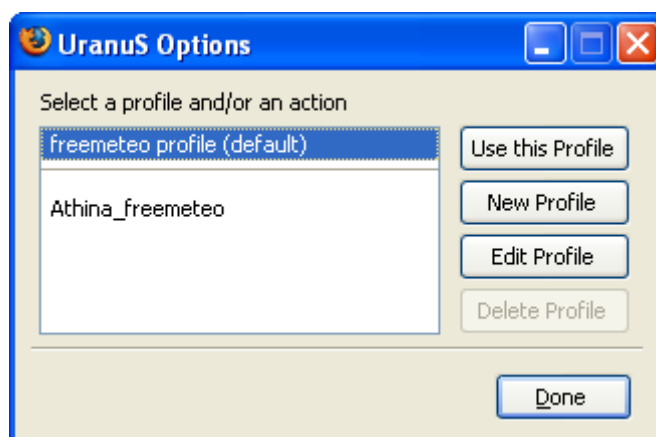 UranuS Options
Select a profile and/or an action
freemeteo profile (default)
Athina_freemeteo
Use this Profile
New Profile
Edit Profile
Delete Profile
Done